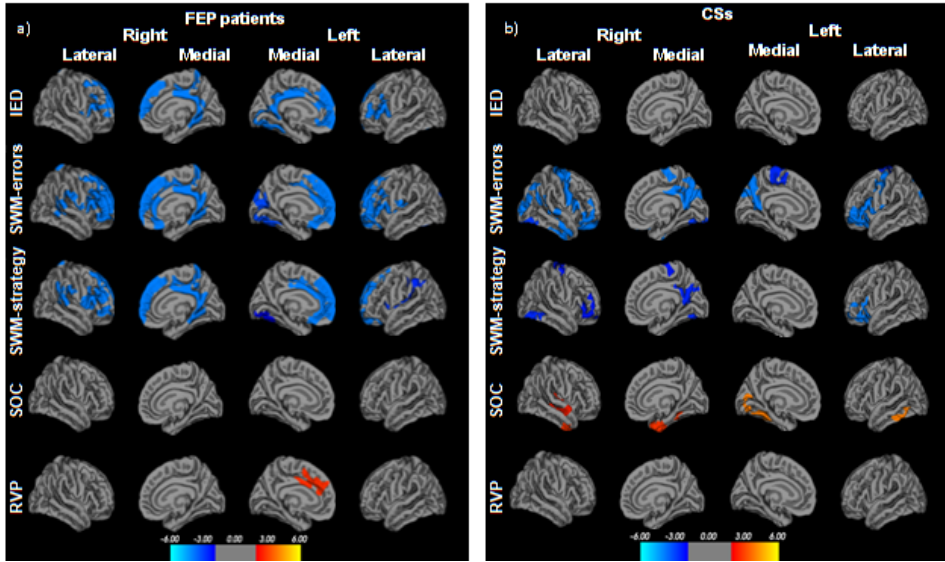 a)
FEP patients
Right
Left
Lateral
Medial
Medial
Lateral
IED
SWM-errors
SWM-strategy
SOC
RVP
-6.00 -3.00 0.00 3.00 6.00
b)
CSs
Right
Left
Lateral
Medial
Medial
Lateral
IED
SWM-errors
SWM-strategy
SOC
RVP
-6.00 -3.00 0.00 3.00 6.00